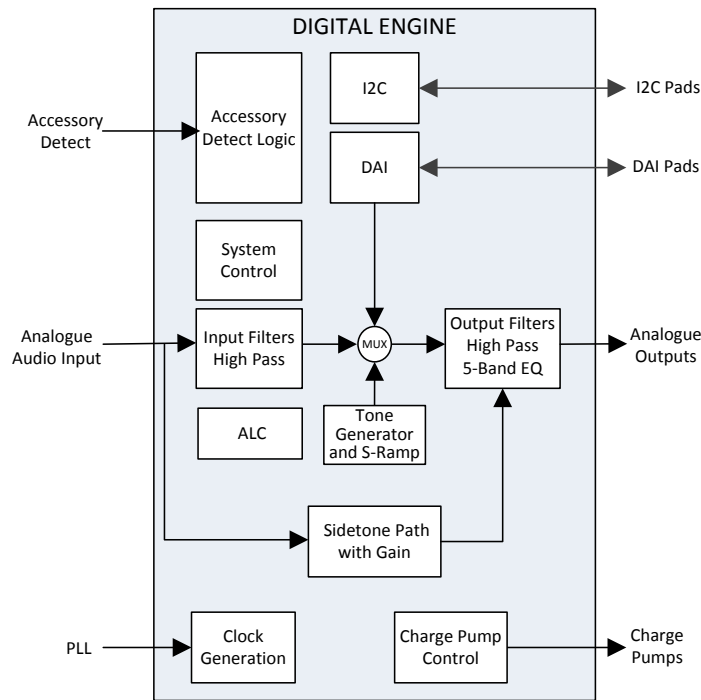 DIGITAL ENGINE
Accessory
Detect
Accessory
Detect Logic
I2C
I2C Pads
DAI
DAI Pads
System
Control
Analogue
Audio Input
Input Filters
High Pass
MUX
Output Filters
High Pass
5-Band EQ
Analogue
Outputs
ALC
Tone
Generator
and S-Ramp
Sidetone Path
with Gain
PLL
Clock
Generation
Charge Pump
Control
Charge
Pumps